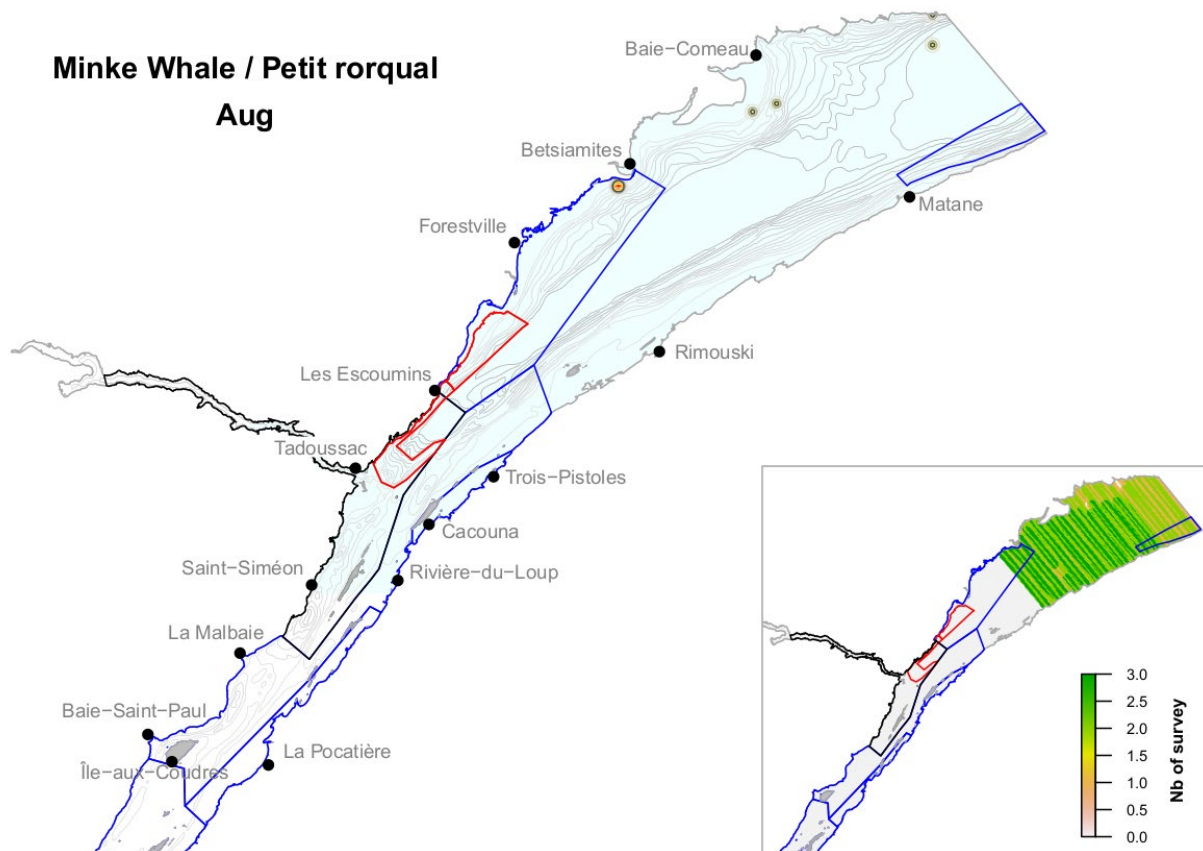 Minke Whale / Petit rorqual
Aug
Baie−Comeau
Betsiamites
Forestville
Matane
Rimouski
Les Escoumins
Tadoussac
Trois−Pistoles
Cacouna
Saint−Siméon
Rivière−du−Loup
La Malbaie
Baie−Saint−Paul
La Pocatière
Île−aux−Coudres
3.0
2.5
2.0
1.5
1.0
0.5
0.0
Nb of survey